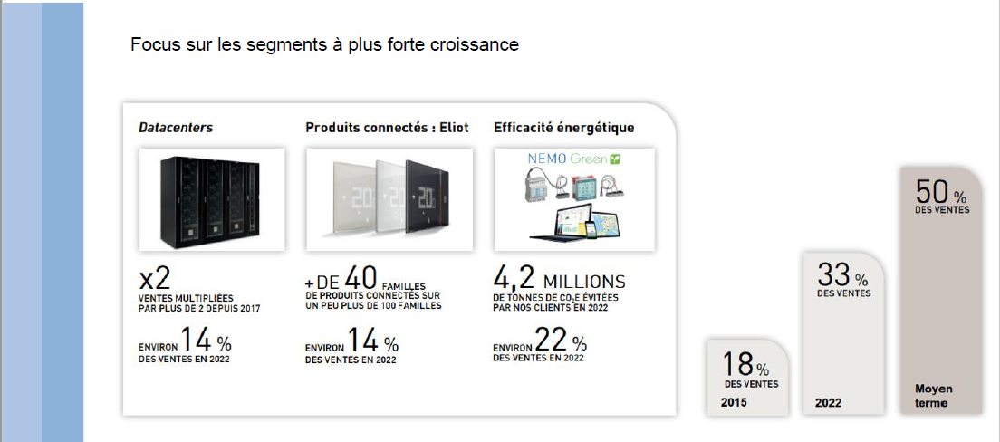 Focus sur les segments à plus forte croissance
Datacenters
x2
VENTES MULTIPLIÉES
PAR PLUS DE 2 DEPUIS 2017
ENVIRON 14 %
DES VENTES EN 2022
Produits connectés : Eliot
20
20
20
+DE 40 FAMILLES
DE PRODUITS CONNECTÉS SUR
UN PEU PLUS DE 100 FAMILLES
ENVIRON 14 %
DES VENTES EN 2022
Efficacité énergétique
NEMO Green
4,2 MILLIONS
DE TONNES DE CO₂E ÉVITÉES
PAR NOS CLIENTS EN 2022
ENVIRON 22 %
DES VENTES EN 2022
18 %
DES VENTES
2015
33 %
DES VENTES
2022
50 %
DES VENTES
Moyen
terme